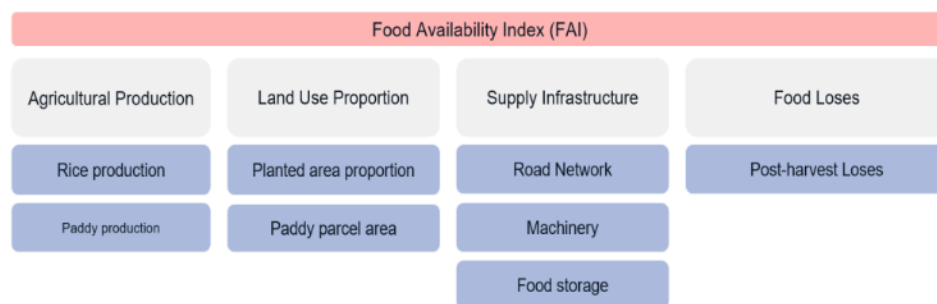 Food Availability Index (FAI)
Agricultural Production
Land Use Proportion
Supply Infrastructure
Food Loses
Rice production
Planted area proportion
Road Network
Post-harvest Loses
Paddy production
Paddy parcel area
Machinery
Food storage